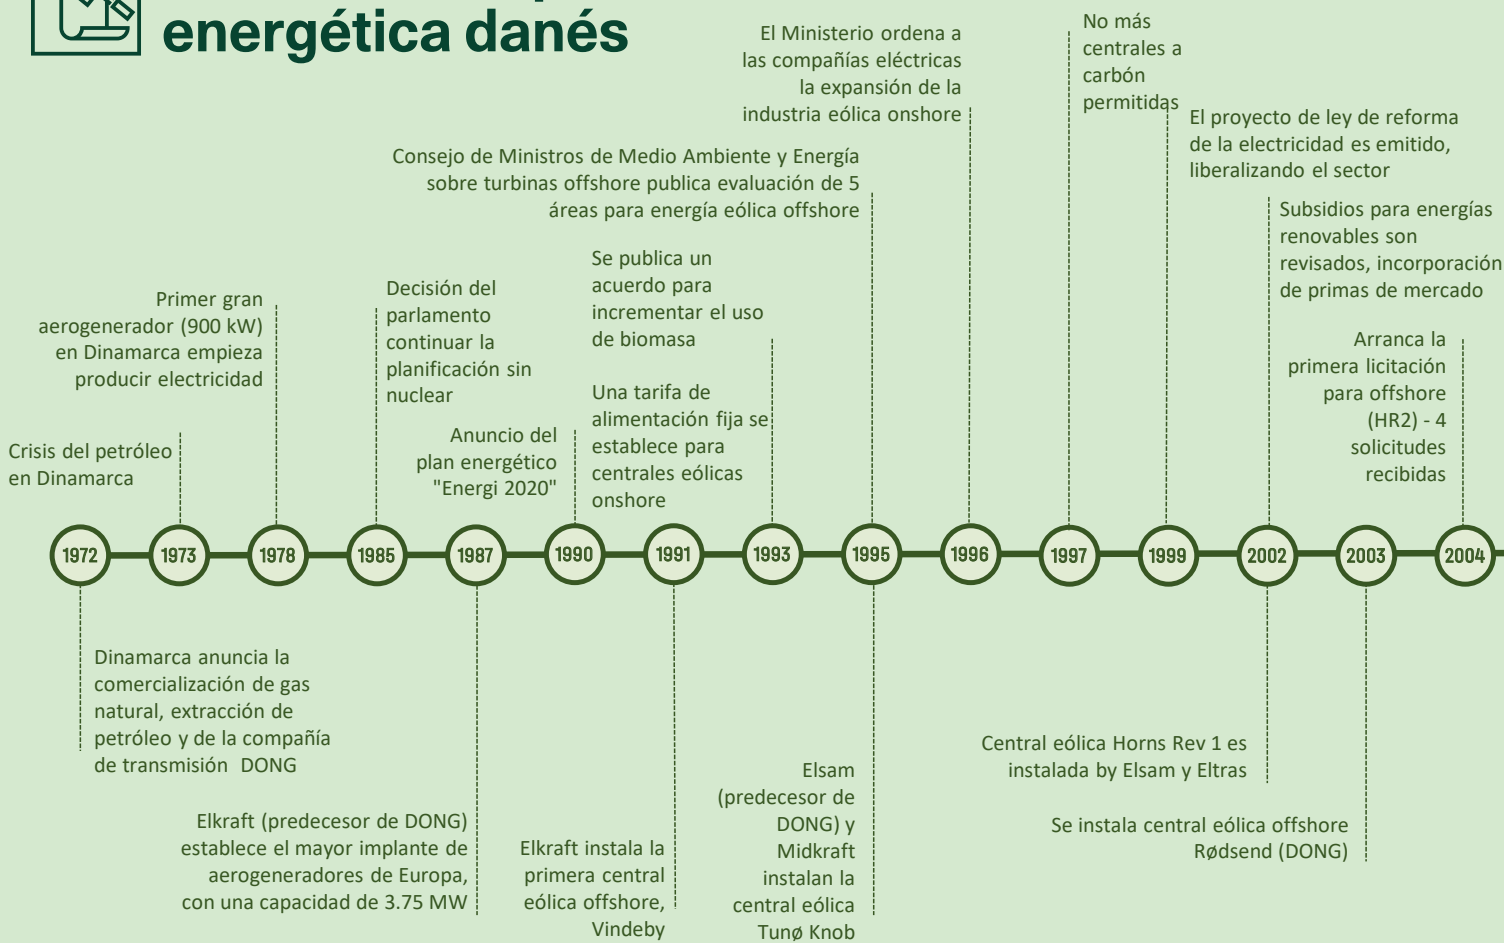 energética danés
El Ministerio ordena a
las compañías eléctricas
la expansión de la
industria eólica onshore
No más
centrales a
carbón
permitidas
El proyecto de ley de reforma
de la electricidad es emitido,
liberalizando el sector
Consejo de Ministros de Medio Ambiente y Energía
sobre turbinas offshore publica evaluación de 5
áreas para energía eólica offshore
Subsidios para energías
renovables son
revisados, incorporación
de primas de mercado
Primer gran
aerogenerador (900 kW)
en Dinamarca empieza
producir electricidad
Decisión del
parlamento
continuar la
planificación sin
nuclear
Se publica un
acuerdo para
incrementar el uso
de biomasa
Arranca la
primera licitación
para offshore
(HR2) - 4
solicitudes
recibidas
Crisis del petróleo
en Dinamarca
Anuncio del
plan energético
"Energi 2020"
Una tarifa de
alimentación fija se
establece para
centrales eólicas
onshore
1972
1973
1978
1985
1987
1990
1991
1993
1995
1996
1997
1999
2002
2003
2004
Dinamarca anuncia la
comercialización de gas
natural, extracción de
petróleo y de la compañía
de transmisión DONG
Elkraft (predecesor de DONG)
establece el mayor implante de
aerogeneradores de Europa,
con una capacidad de 3.75 MW
Elkraft instala la
primera central
eólica offshore,
Vindeby
Elsam
(predecesor de
DONG) y
Midkraft
instalan la
central eólica
Tunø Knob
Central eólica Horns Rev 1 es
instalada by Elsam y Eltras
Se instala central eólica offshore
Rødsend (DONG)